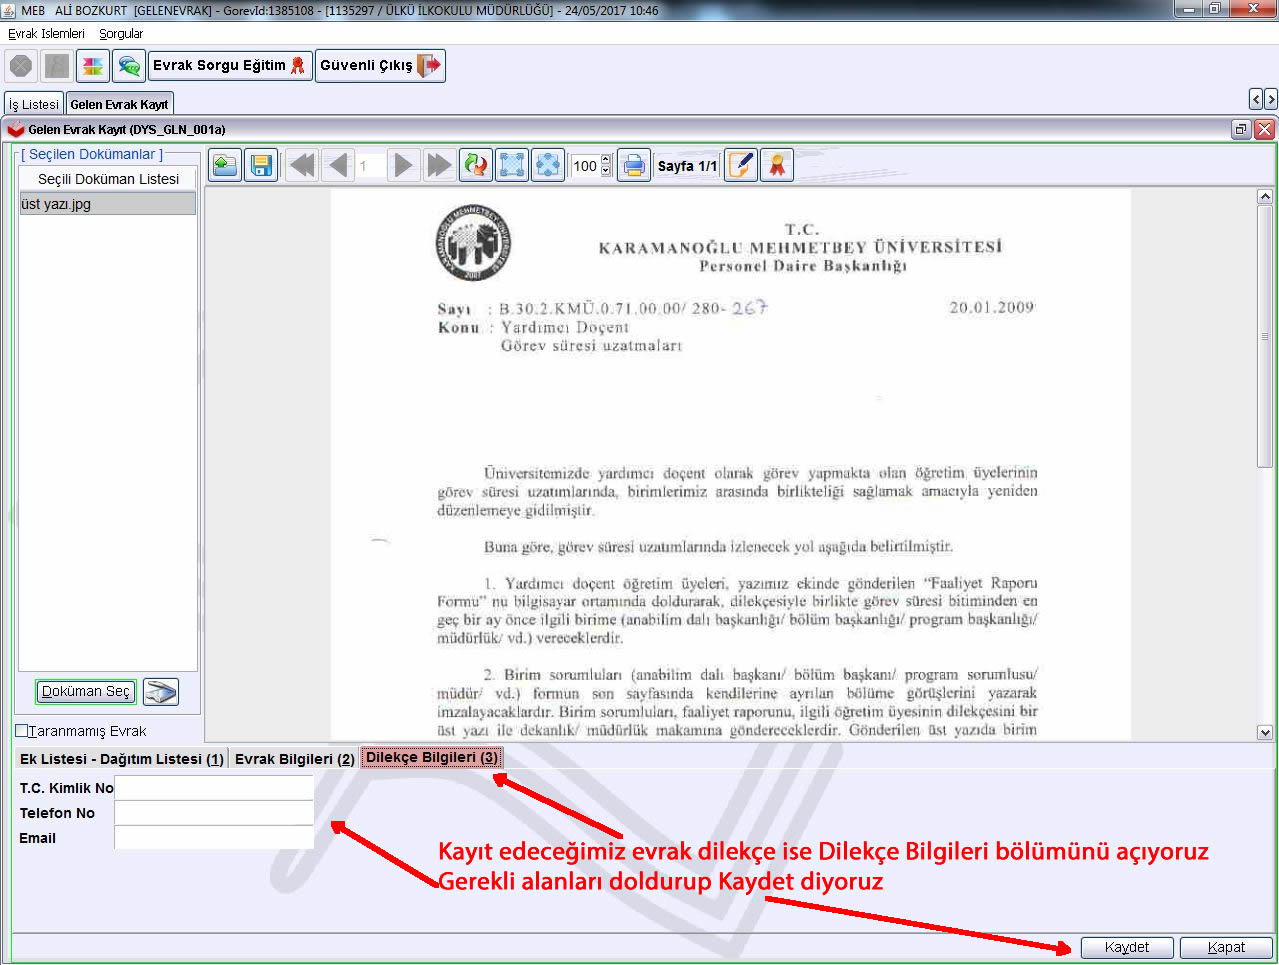 MEB ALİ BOZKURT [GELENEVRAK] - GorevId:1385108 - [1135297 / ÜLKÜ İLKOKULU MÜDÜRLÜĞÜ] - 24/05/2017 10:46
Evrak Islemleri Sorgular
Evrak Sorgu Eğitim Güvenli Çıkış
İş Listesi Gelen Evrak Kayıt
Gelen Evrak Kayıt (DYS_GLN_001a)
[ Seçilen Dokümanlar ]
Seçili Doküman Listesi
üst yazı.jpg
1 100 Sayfa 1/1
T.C.
KARAMANOĞLU MEHMETBEY ÜNİVERSİTESİ
Personel Daire Başkanlığı
Sayı : B.30.2.KMÜ.0.71.00.00/ 280- 267 20.01.2009
Konu : Yardımcı Doçent
Görev süresi uzatmaları
Üniversitemizde yardımcı doçent olarak görev yapmakta olan öğretim üyelerinin
görev süresi uzatımlarında, birimlerimiz arasında birlikteliği sağlamak amacıyla yeniden
düzenlemeye gidilmiştir.
Buna göre, görev süresi uzatımlarında izlenecek yol aşağıda belirtilmiştir.
1. Yardımcı doçent öğretim üyeleri, yazımız ekinde gönderilen “Faaliyet Raporu
Formu” nu bilgisayar ortamında doldurarak, dilekçesiyle birlikte görev süresi bitiminden en
geç bir ay önce ilgili birime (anabilim dalı başkanlığı/ bölüm başkanlığı/ program başkanlığı/
müdürlük/ vd.) vereceklerdir.
2. Birim sorumluları (anabilim dalı başkanı/ bölüm başkanı/ program sorumlusu/
müdür/ vd.) formun son sayfasında kendilerine ayrılan bölüme görüşlerini yazarak
imzalayacaklardır. Birim sorumluları, faaliyet raporunu, ilgili öğretim üyesinin dilekçesini bir
üst yazı ile dekanlık/ müdürlük makamına göndereceklerdir. Gönderilen üst yazıda birim
Doküman Seç
Taranmamış Evrak
Ek Listesi - Dağıtım Listesi (1) Evrak Bilgileri (2) Dilekçe Bilgileri (3)
T.C. Kimlik No
Telefon No
Email
Kayıt edeceğimiz evrak dilekçe ise Dilekçe Bilgileri bölümünü açıyoruz
Gerekli alanları doldurup Kaydet diyoruz
Kaydet Kapat